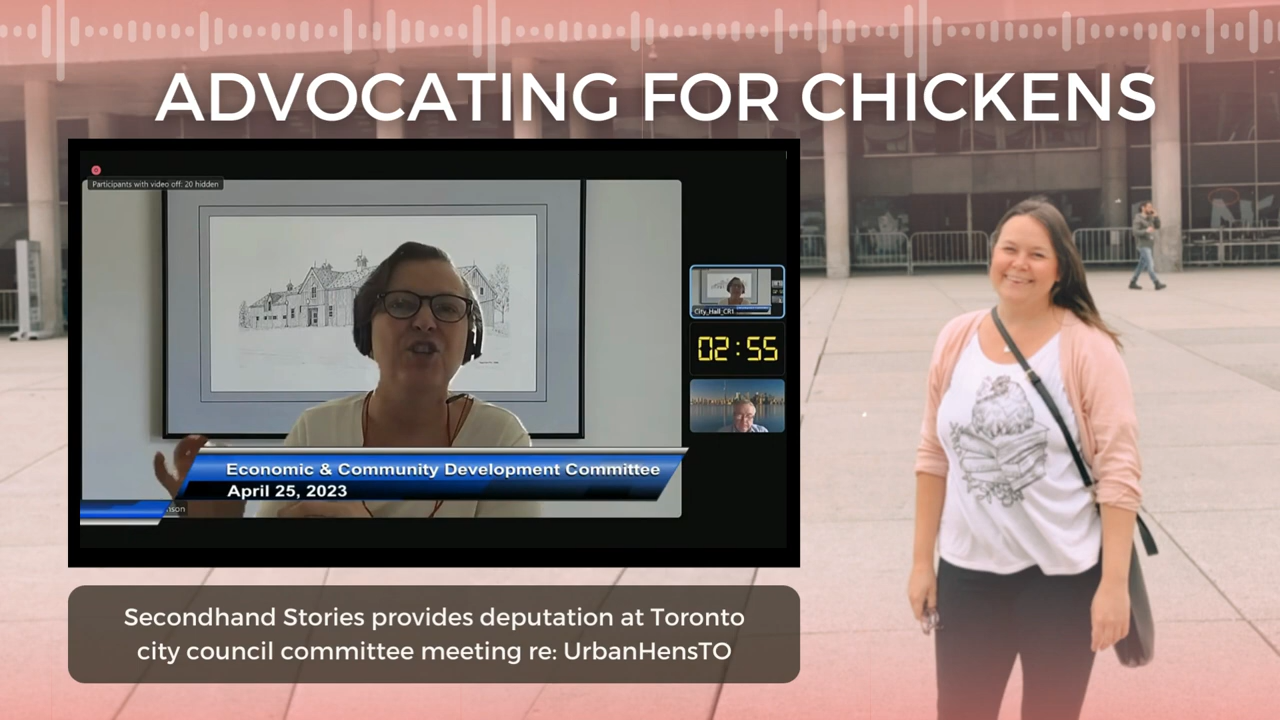 ADVOCATING FOR CHICKENS
Participants with video off: 20 hidden
City_Hall_CR1
02:55
Economic & Community Development Committee
April 25, 2023
nson
Secondhand Stories provides deputation at Toronto
city council committee meeting re: UrbanHensTO